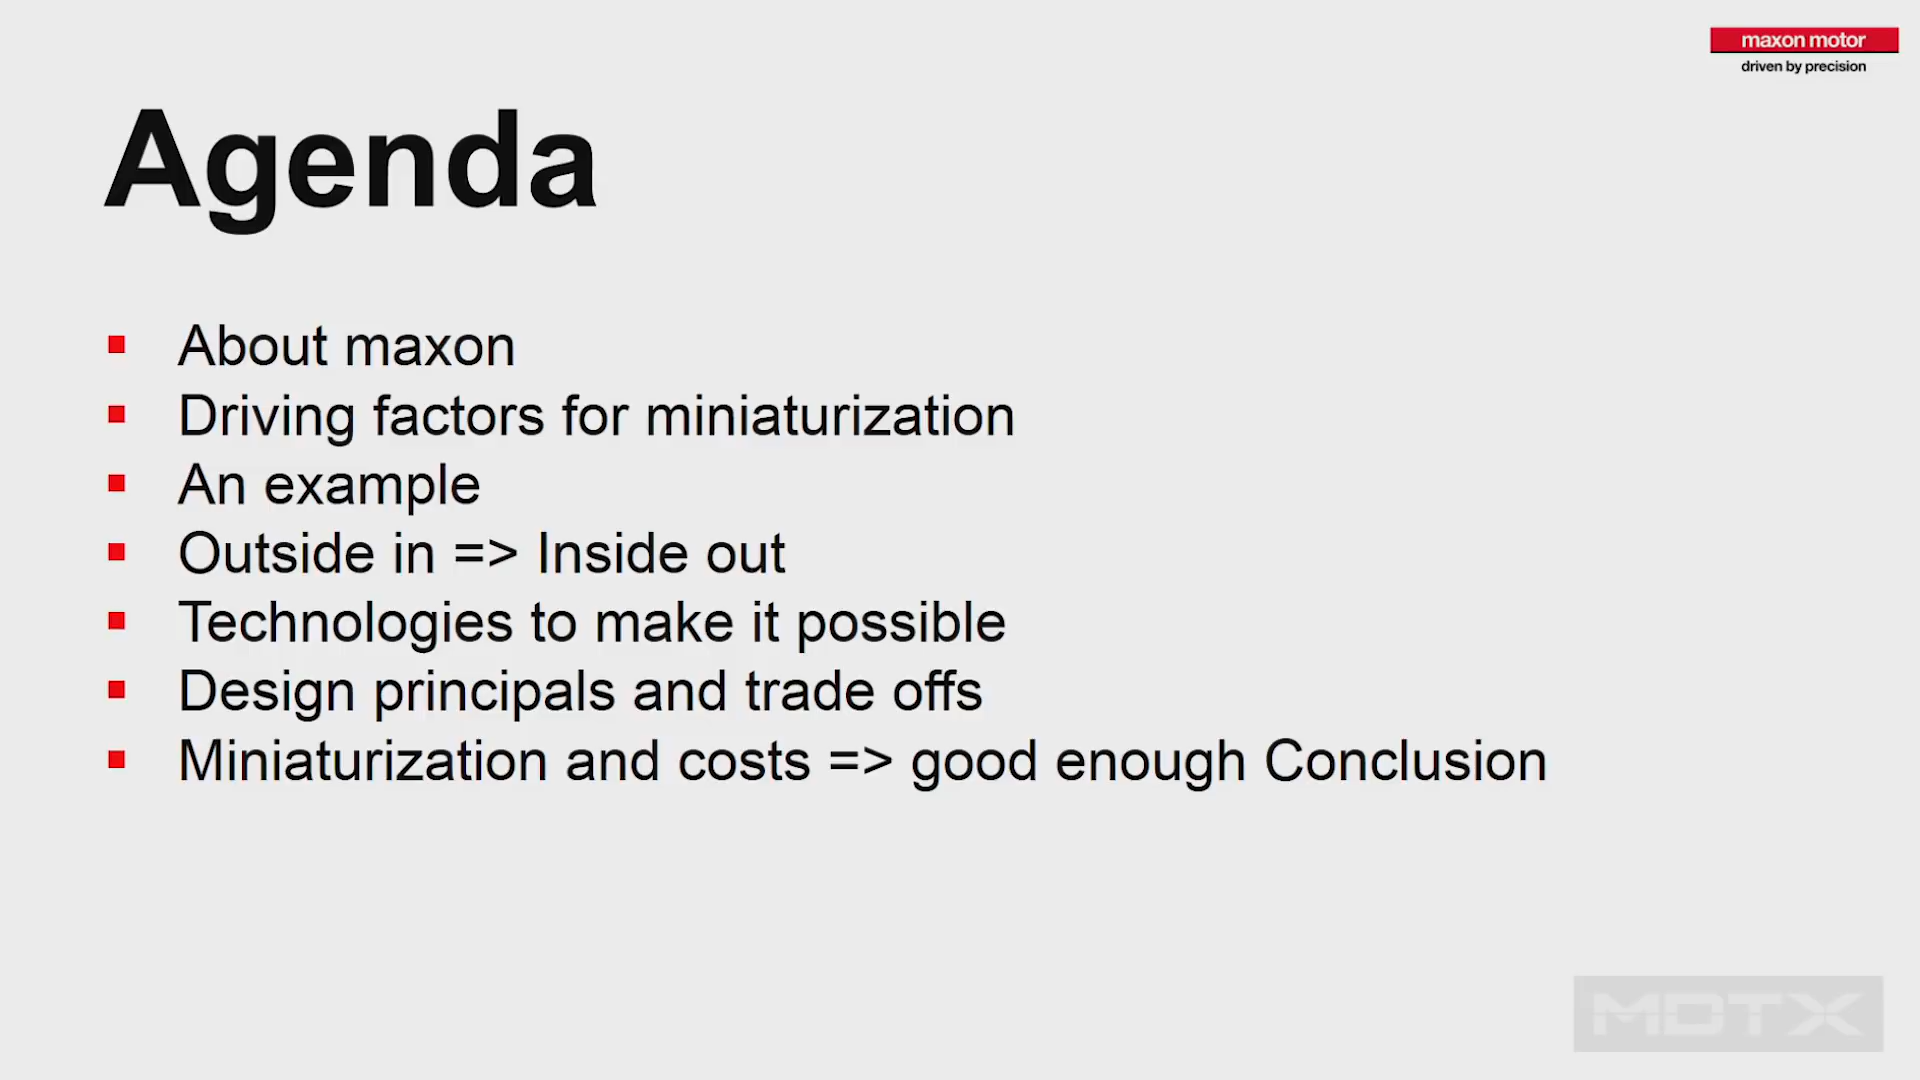 maxon motor
driven by precision
Agenda
About maxon
Driving factors for miniaturization
An example
Outside in => Inside out
Technologies to make it possible
Design principals and trade offs
Miniaturization and costs => good enough Conclusion
MDTX